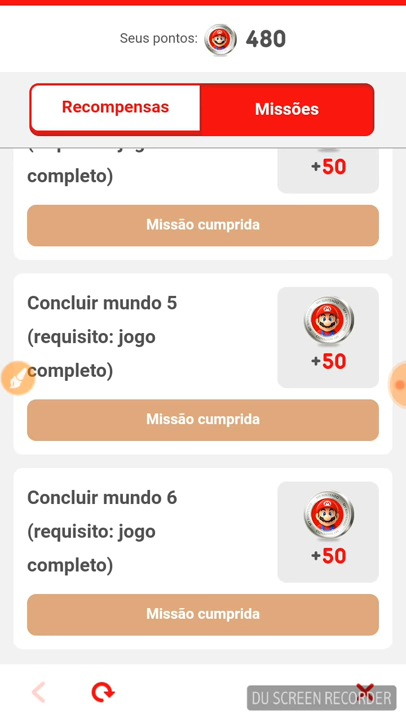 Seus pontos: 480
Recompensas Missões
completo)
+50
Missão cumprida
Concluir mundo 5
(requisito: jogo
completo)
+50
Missão cumprida
Concluir mundo 6
(requisito: jogo
completo)
+50
Missão cumprida
DU SCREEN RECORDER